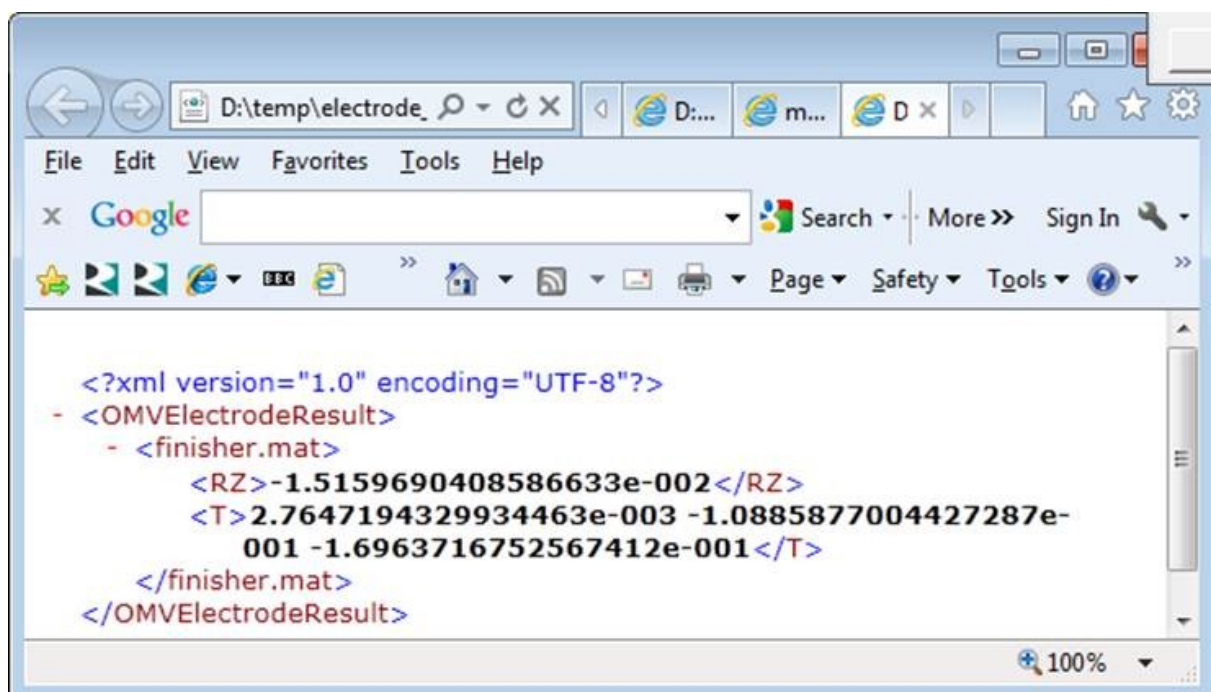 D:\temp\electrode_
D:...
m...
D
File Edit View Favorites Tools Help
x Google Search More >> Sign In
BBC >> Page Safety Tools >>
<?xml version="1.0" encoding="UTF-8"?>
- <OMVElectrodeResult>
- <finisher.mat>
<RZ>-1.5159690408586633e-002</RZ>
<T>2.7647194329934463e-003 -1.0885877004427287e-
001 -1.6963716752567412e-001</T>
</finisher.mat>
</OMVElectrodeResult>
100%